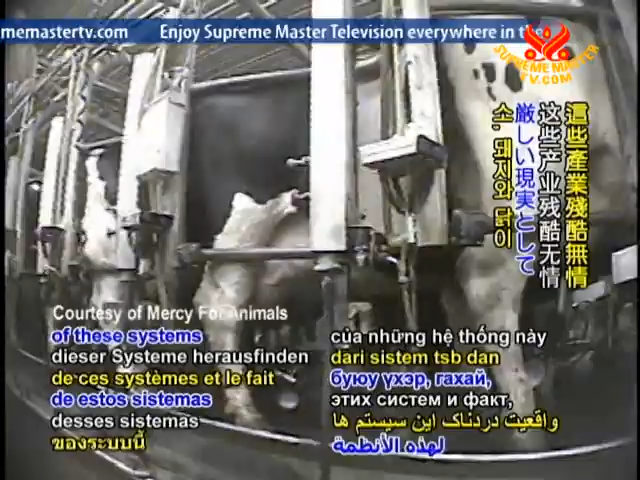 memastertv.com Enjoy Supreme Master Television everywhere in the
SUPREME MASTER
TV.COM
這些產業殘酷無情
这些产业残酷无情
厳しい現実として
소, 돼지와 닭이
Courtesy of Mercy For Animals
of these systems
dieser Systeme herausfinden
de ces systèmes et le fait
de estos sistemas
desses sistemas
ของระบบนี้
của những hệ thống này
dari sistem tsb dan
буюу үхэр, гахай,
этих систем и факт,
واقعیت دردناک این سیستم ها
لهذه الأنظمة